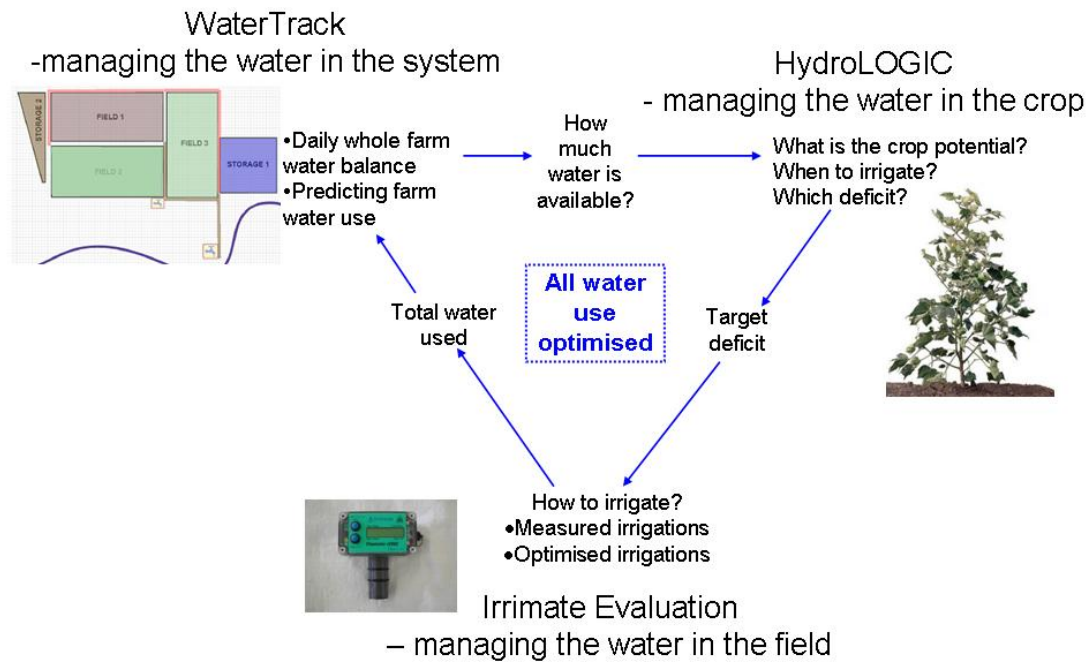 WaterTrack
-managing the water in the system
STORAGE 2
FIELD 1
FIELD 2
FIELD 3
STORAGE 1
•Daily whole farm
water balance
•Predicting farm
water use
How
much
water is
available?
HydroLOGIC
- managing the water in the crop
What is the crop potential?
When to irrigate?
Which deficit?
All water
use
optimised
Total water
used
Target
deficit
How to irrigate?
•Measured irrigations
•Optimised irrigations
Irrimate Evaluation
– managing the water in the field